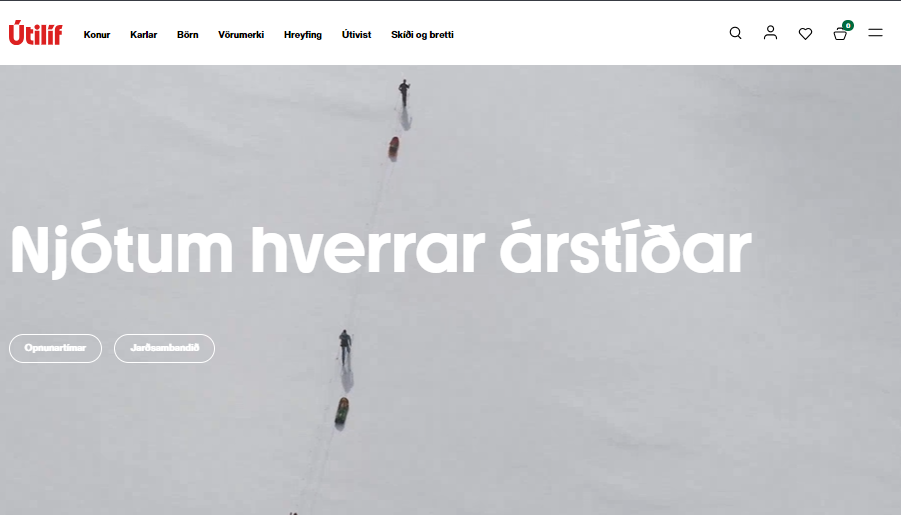 Útilíf
Konur Karlar Börn Vörumerki Hreyfing Útivist Skíði og bretti
0
Njótum hverrar árstíðar
Opnunartímar Jarðsambandið